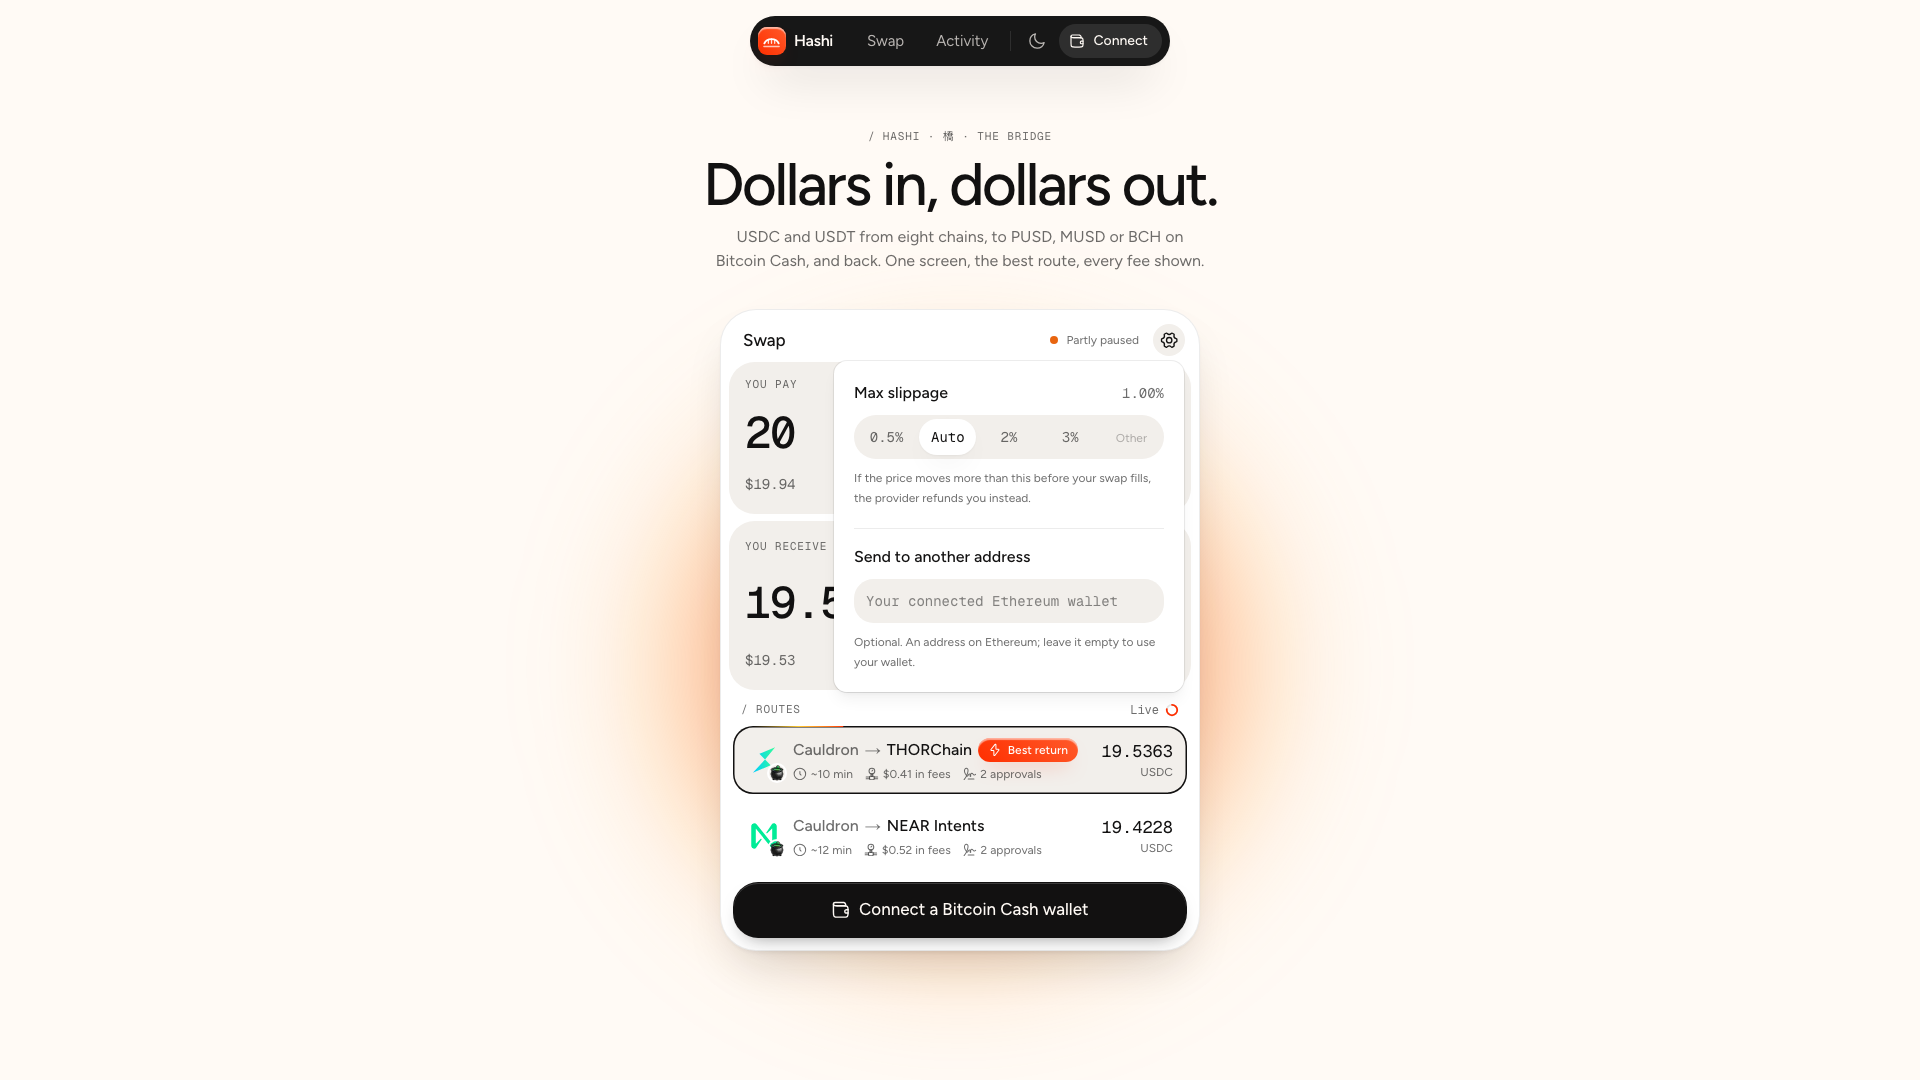 Hashi
Swap
Activity
Connect
/ HASHI · 橋 · THE BRIDGE
Dollars in, dollars out.
USDC and USDT from eight chains, to PUSD, MUSD or BCH on
Bitcoin Cash, and back. One screen, the best route, every fee shown.
Swap
Partly paused
YOU PAY
20
$19.94
Max slippage
1.00%
0.5%
Auto
2%
3%
Other
If the price moves more than this before your swap fills,
the provider refunds you instead.
YOU RECEIVE
19.5
$19.53
Send to another address
Your connected Ethereum wallet
Optional. An address on Ethereum; leave it empty to use
your wallet.
/ ROUTES
Live
Cauldron → THORChain
Best return
19.5363
~10 min
$0.41 in fees
2 approvals
USDC
Cauldron → NEAR Intents
19.4228
~12 min
$0.52 in fees
2 approvals
USDC
Connect a Bitcoin Cash wallet